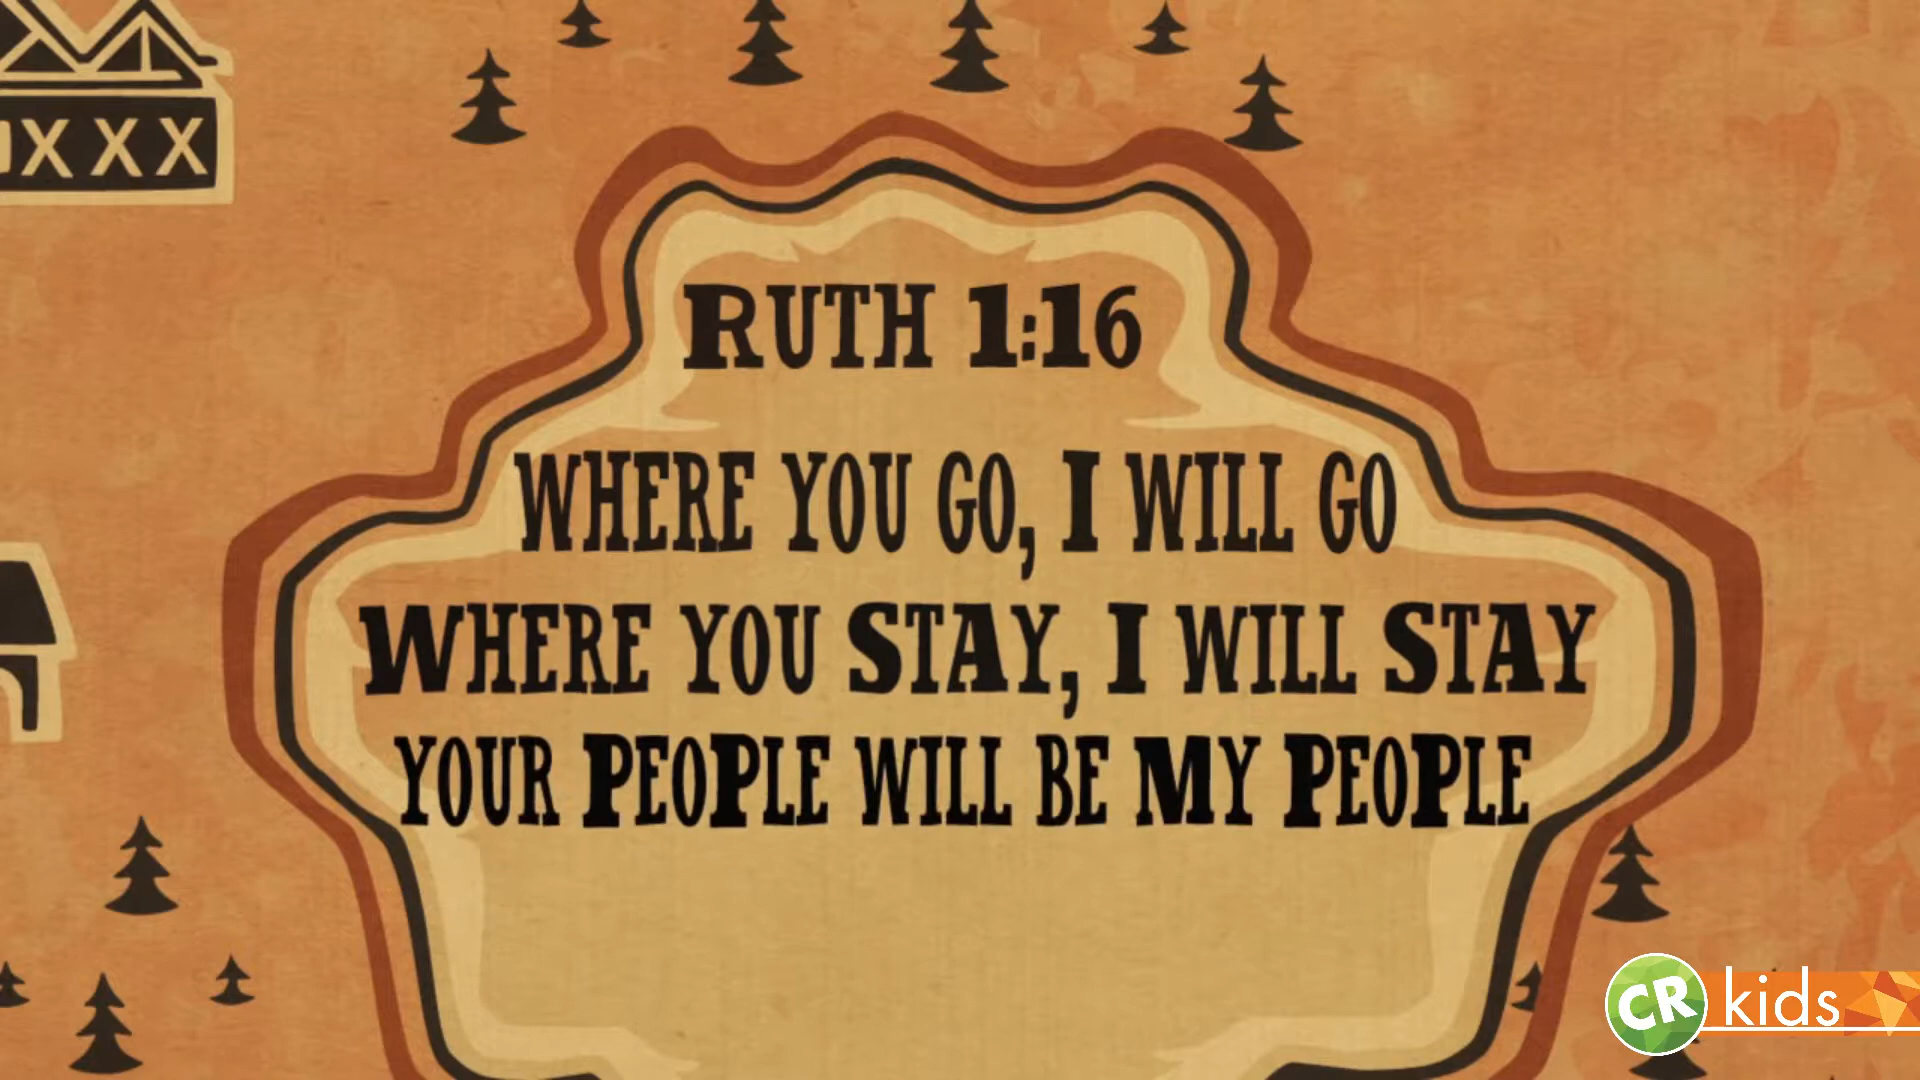 XXX
RUTH 1:16
WHERE YOU GO, I WILL GO
WHERE YOU STAY, I WILL STAY
YOUR PEOPLE WILL BE MY PEOPLE
CR kids